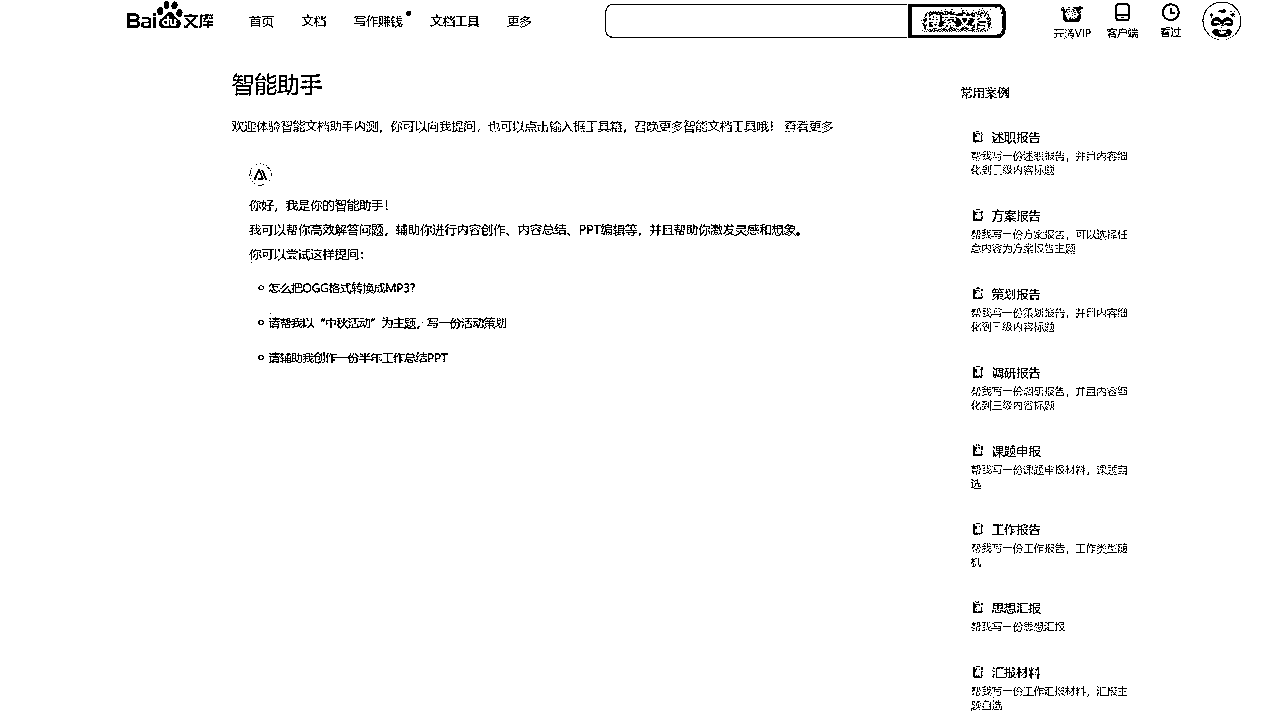 Bai du 文库
首页 文档 写作赚钱 文档工具 更多
搜索文档
开通VIP 客户端 看过
智能助手
欢迎体验智能文档助手内测，你可以向我提问，也可以点击输入框工具箱，召唤更多智能文档工具哦！ 查看更多
你好，我是你的智能助手！
我可以帮你高效解答问题，辅助你进行内容创作、内容总结、PPT编辑等，并且帮助你激发灵感和想象。
你可以尝试这样提问：
怎么把OGG格式转换成MP3?
请帮我以“中秋活动”为主题，写一份活动策划
请辅助我创作一份半年工作总结PPT
常用案例
述职报告
帮我写一份述职报告，并且内容细
化到三级内容标题
方案报告
帮我写一份方案报告，可以选择任
意内容为方案报告主题
策划报告
帮我写一份策划报告，并且内容细
化到三级内容标题
调研报告
帮我写一份调研报告，并且内容细
化到三级内容标题
课题申报
帮我写一份课题申报材料，课题自
选
工作报告
帮我写一份工作报告，工作类型随
机
思想汇报
帮我写一份思想汇报
汇报材料
帮我写一份工作汇报材料，汇报主
题自选